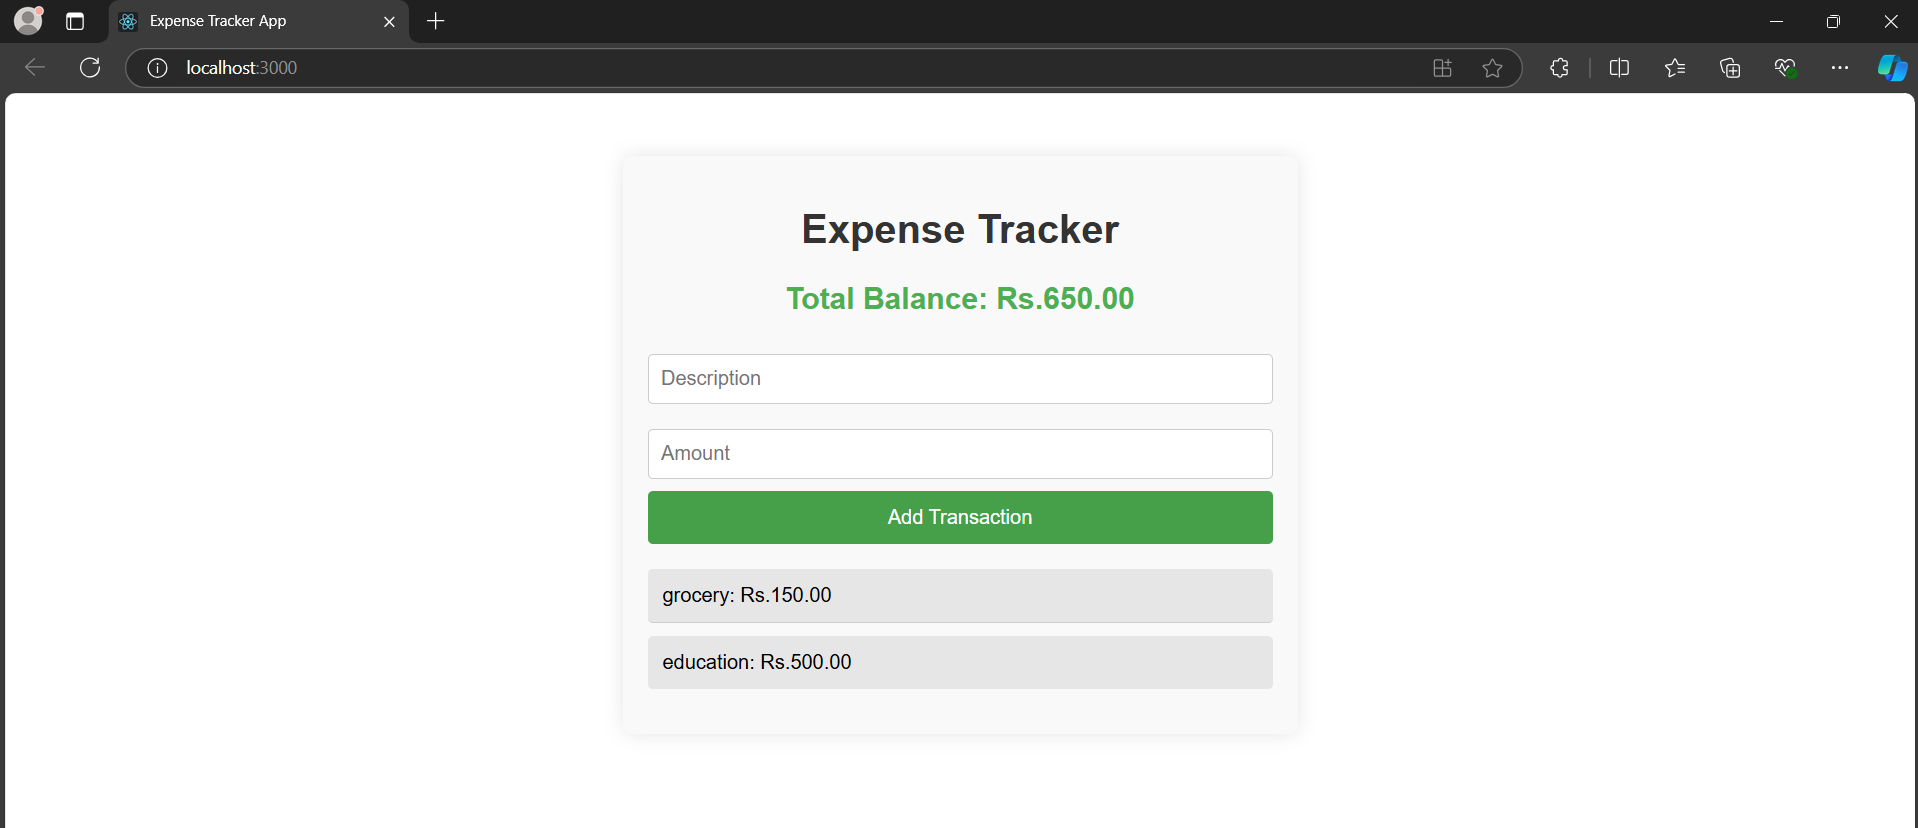 Expense Tracker App
localhost:3000
Expense Tracker
Total Balance: Rs.650.00
Description
Amount
Add Transaction
grocery: Rs.150.00
education: Rs.500.00